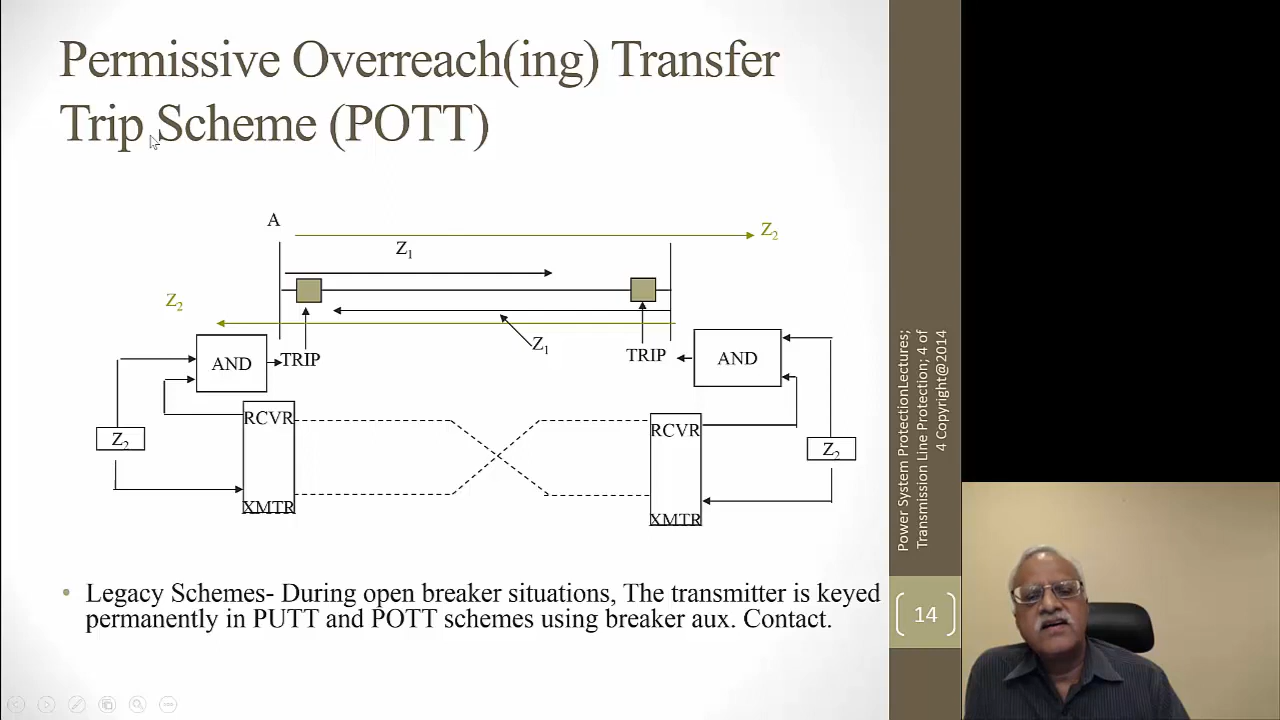 Permissive Overreach(ing) Transfer
Trip Scheme (POTT)
A
Z2
Z1
Z2
Z1
AND
TRIP
TRIP
AND
RCVR
RCVR
Z2
Z2
XMTR
XMTR
• Legacy Schemes- During open breaker situations, The transmitter is keyed
permanently in PUTT and POTT schemes using breaker aux. Contact.
Power System ProtectionLectures;
Transmission Line Protection; 4 of
4 Copyright@2014
14